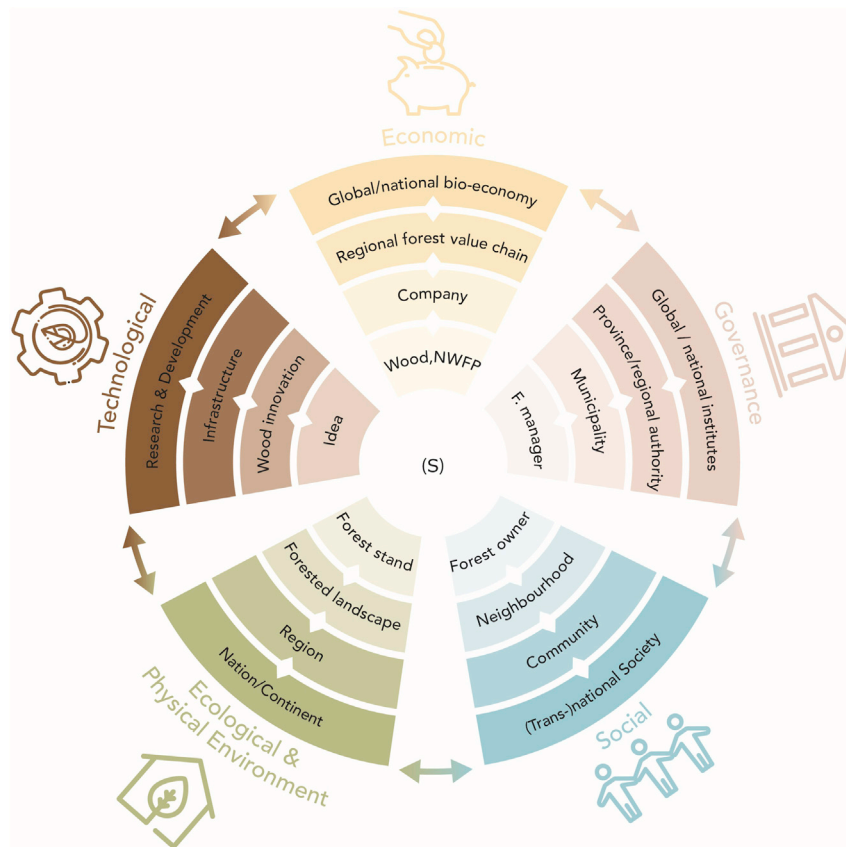 Economic
Global/national bio-economy
Regional forest value chain
Company
Wood,NWFP
Governance
Global / national institutes
Province/regional authority
Municipality
F. manager
Social
(Trans-)national Society
Community
Neighbourhood
Forest owner
Ecological &
Physical Environment
Nation/Continent
Region
Forested landscape
Forest stand
Technological
Research & Development
Infrastructure
Wood innovation
Idea
(S)